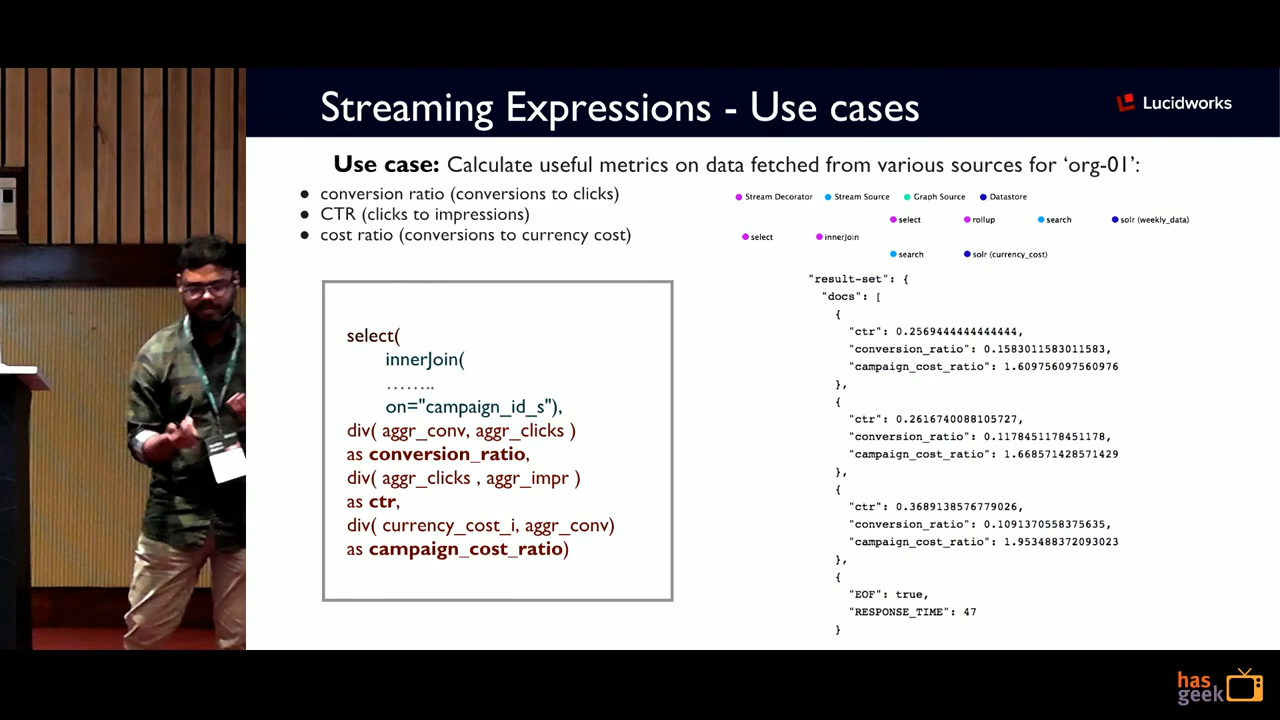 Streaming Expressions - Use cases
Lucidworks
Use case: Calculate useful metrics on data fetched from various sources for ‘org-01’:
● conversion ratio (conversions to clicks)
● CTR (clicks to impressions)
● cost ratio (conversions to currency cost)
Stream Decorator Stream Source Graph Source Datastore
select rollup search solr (weekly_data)
select innerJoin
search solr (currency_cost)
select(
innerJoin(
........
on="campaign_id_s"),
div( aggr_conv, aggr_clicks )
as conversion_ratio,
div( aggr_clicks , aggr_impr )
as ctr,
div( currency_cost_i, aggr_conv)
as campaign_cost_ratio)
"result-set": {
"docs": [
{
"ctr": 0.2569444444444444,
"conversion_ratio": 0.1583011583011583,
"campaign_cost_ratio": 1.609756097560976
},
{
"ctr": 0.2616740088105727,
"conversion_ratio": 0.1178451178451178,
"campaign_cost_ratio": 1.668571428571429
},
{
"ctr": 0.3689138576779026,
"conversion_ratio": 0.1091370558375635,
"campaign_cost_ratio": 1.953488372093023
},
{
"EOF": true,
"RESPONSE_TIME": 47
}
has
geek